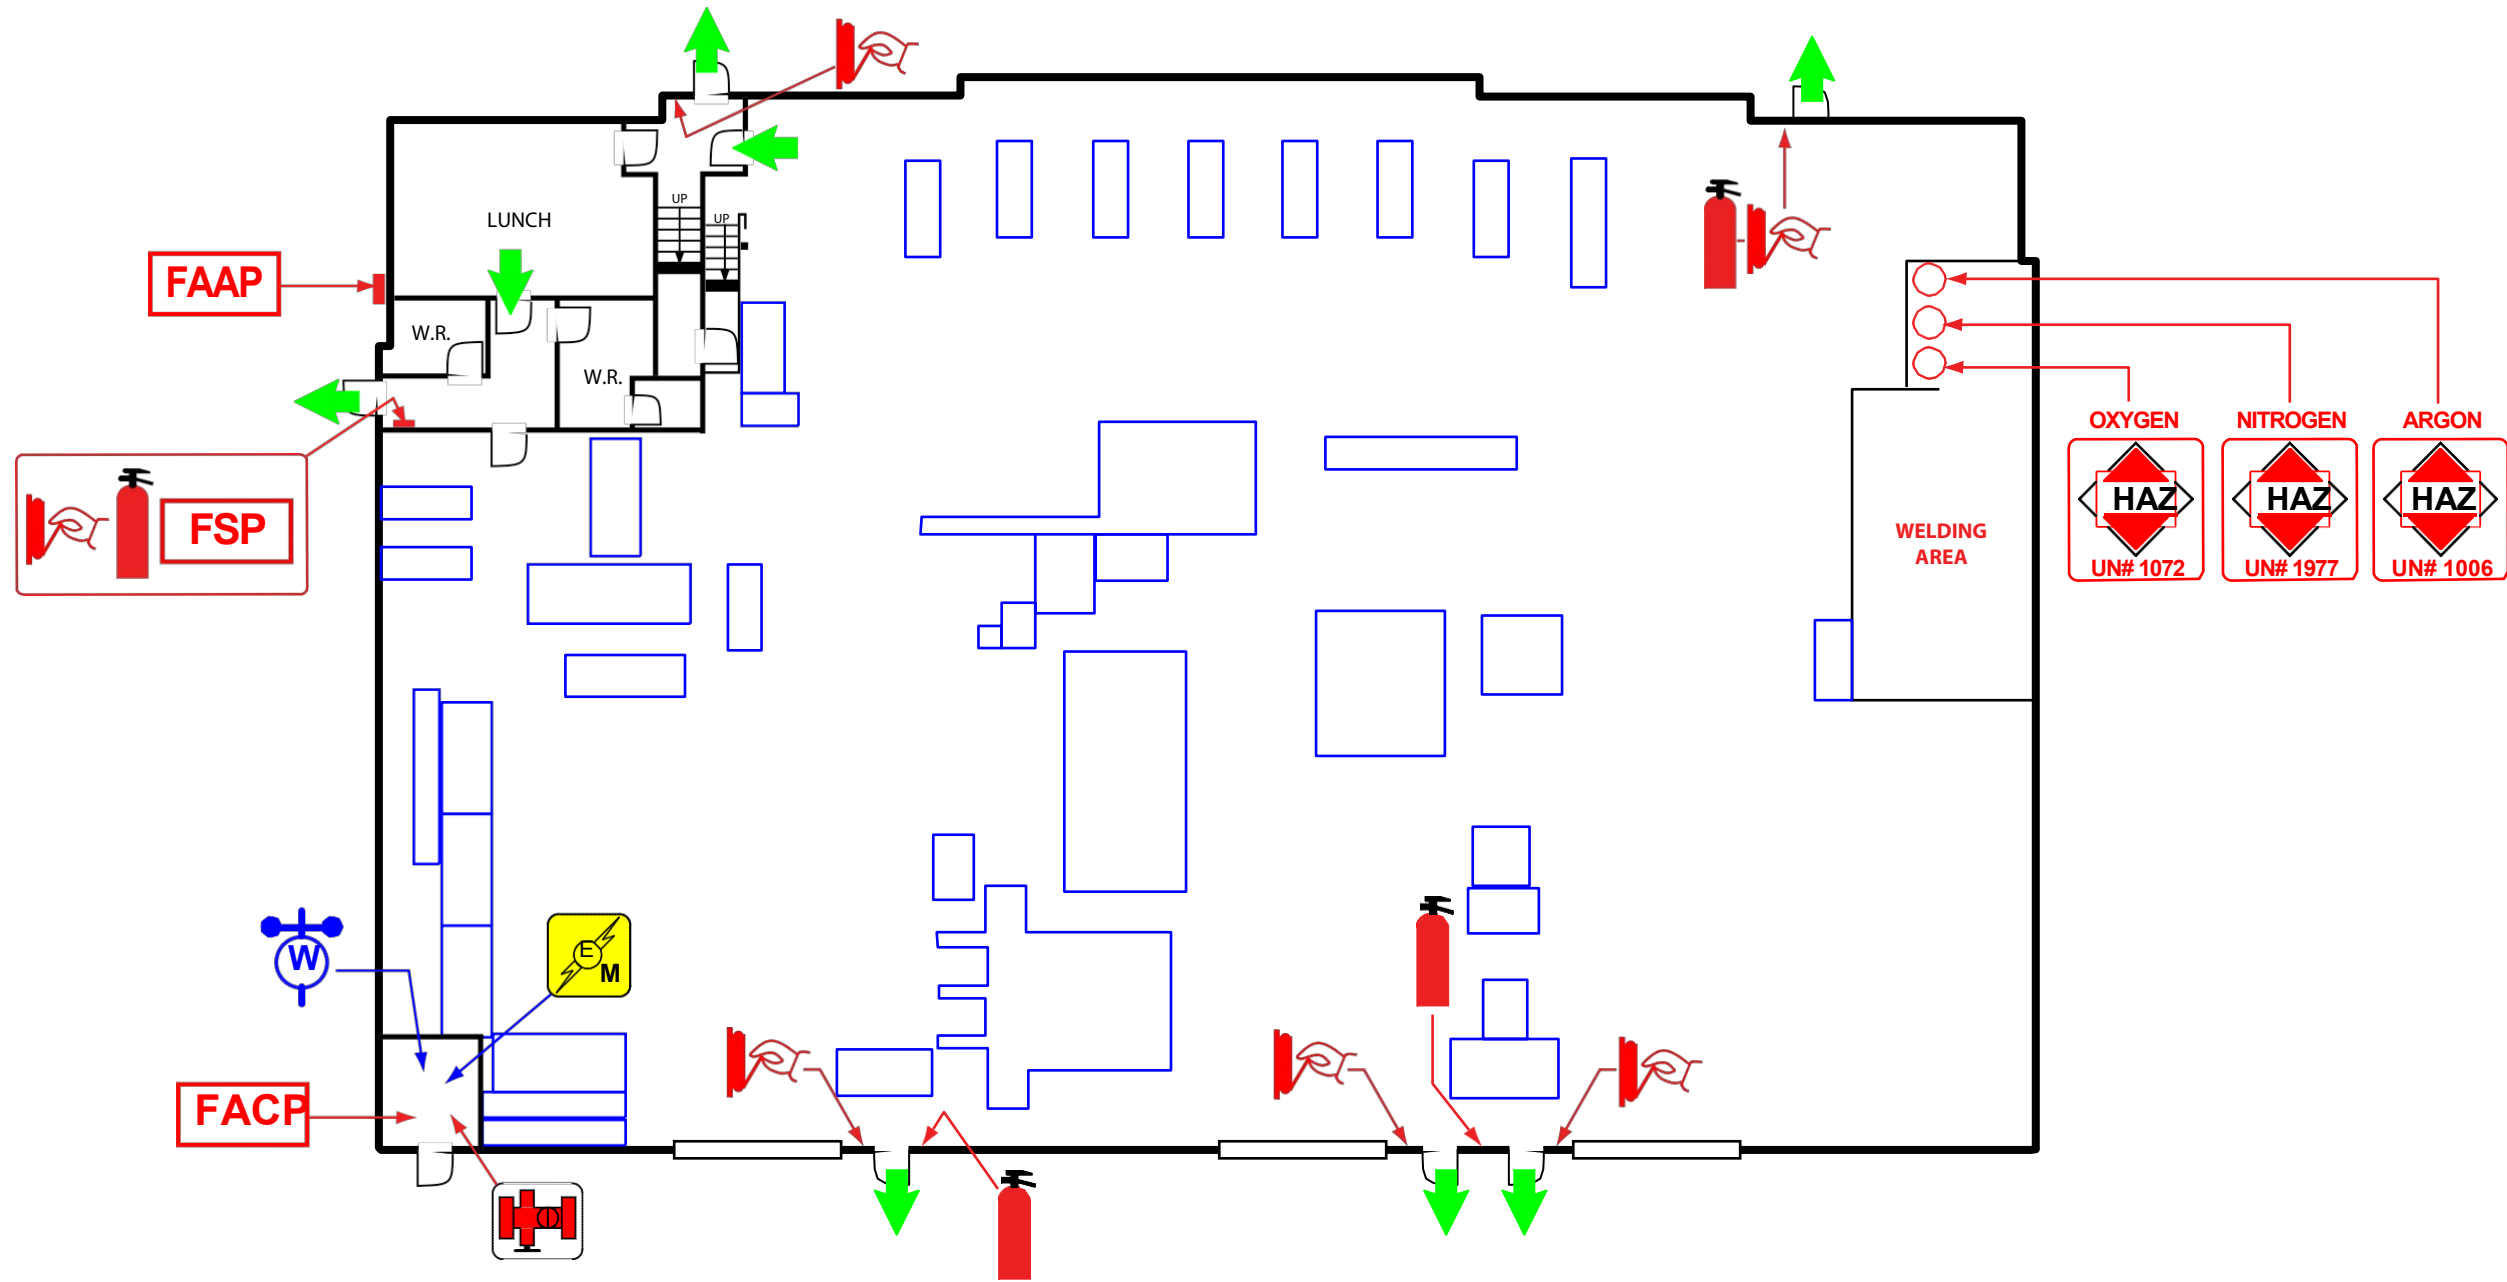 UP
UP
LUNCH
FAAP
W.R.
W.R.
OXYGEN
NITROGEN
ARGON
HAZ
HAZ
HAZ
UN# 1072
UN# 1977
UN# 1006
FSP
WELDING
AREA
W
E
M
FACP